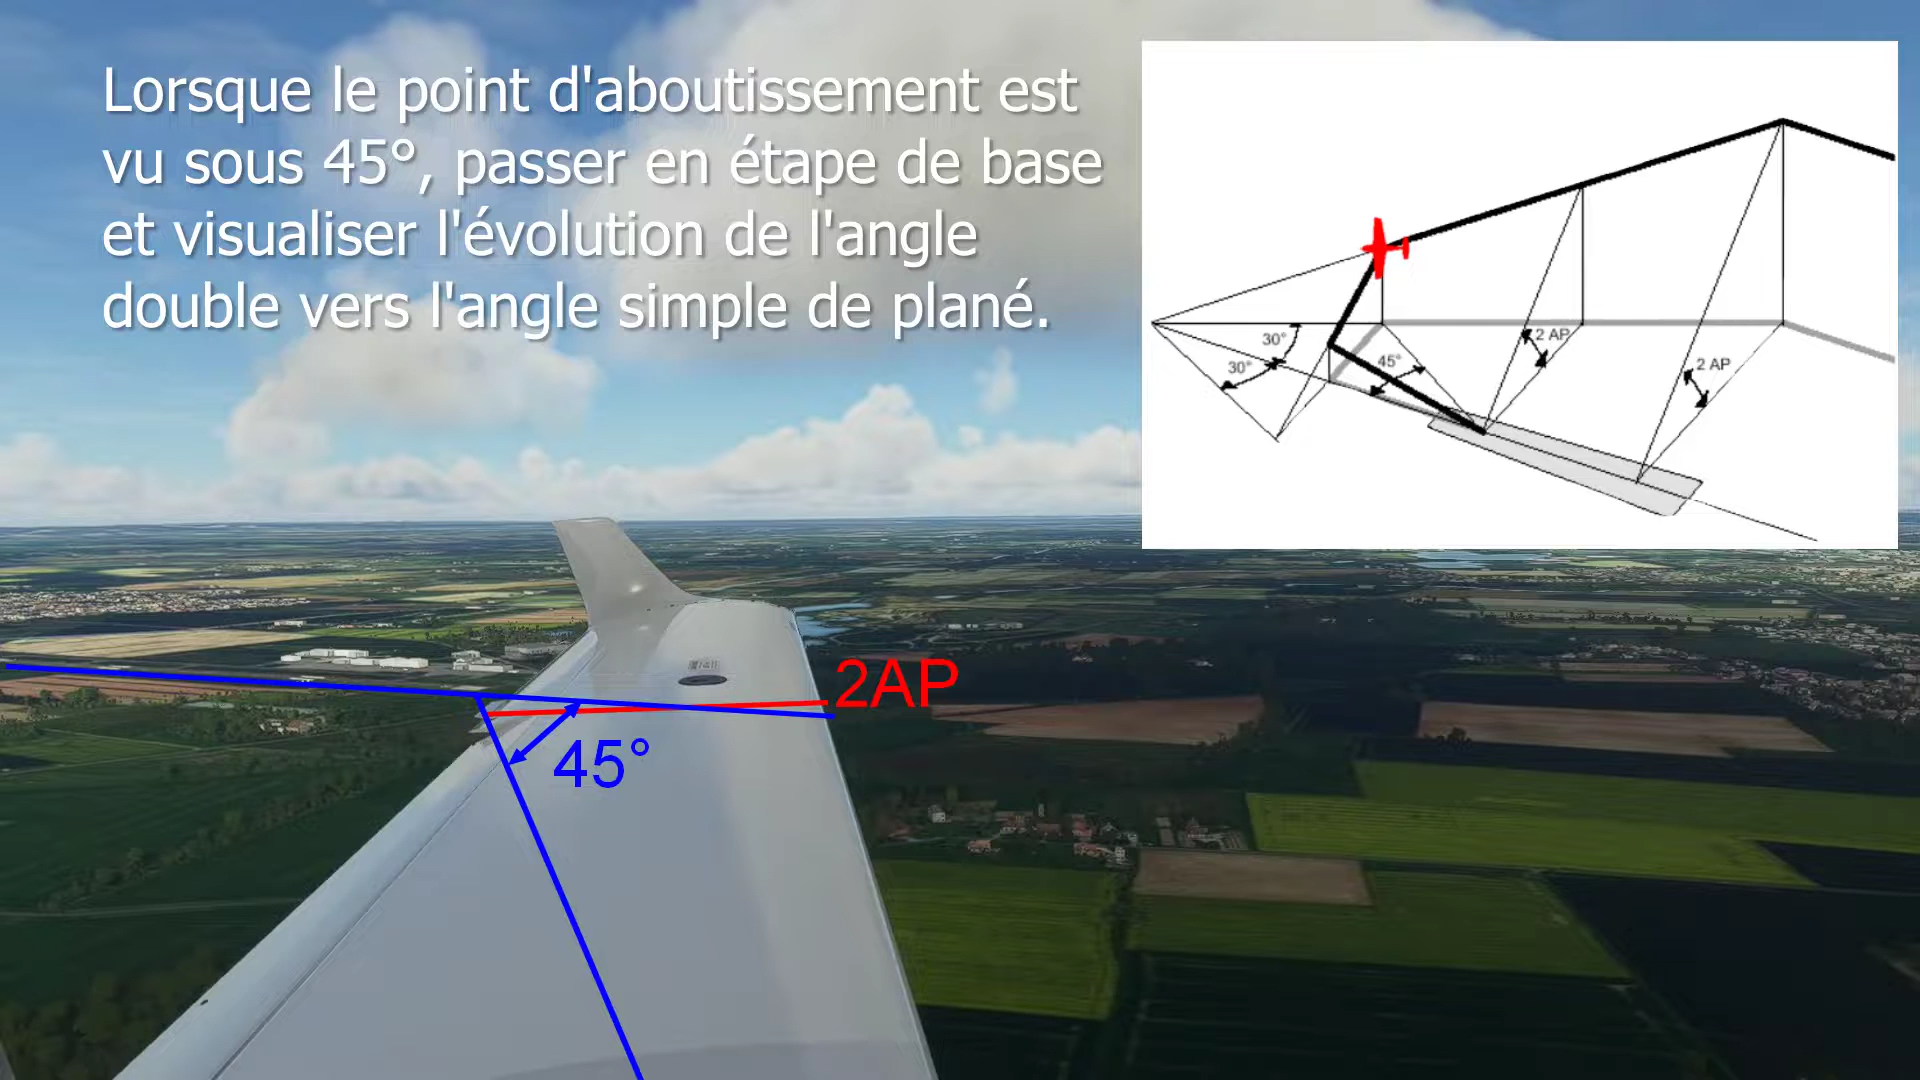 Lorsque le point d'aboutissement est
vu sous 45°, passer en étape de base
et visualiser l'évolution de l'angle
double vers l'angle simple de plané.
30°
30°
45°
2 AP
2 AP
2AP
45°